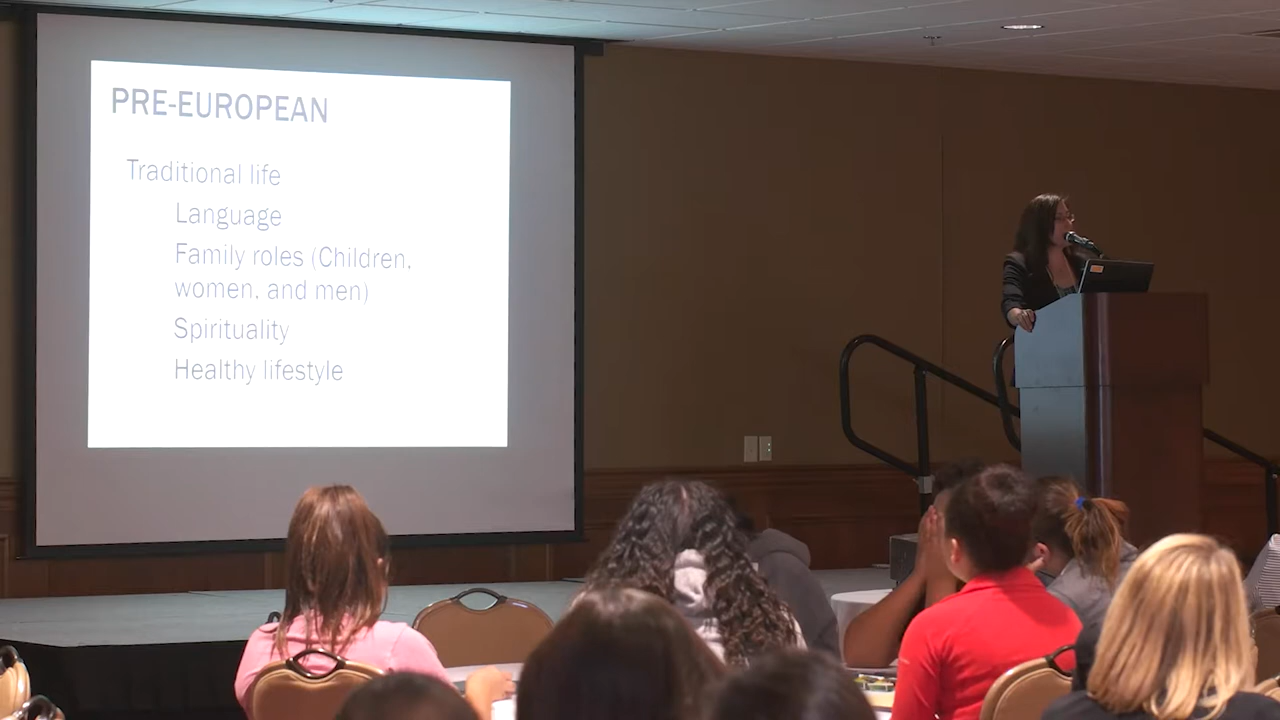 PRE-EUROPEAN
Traditional life
Language
Family roles (Children,
women, and men)
Spirituality
Healthy lifestyle